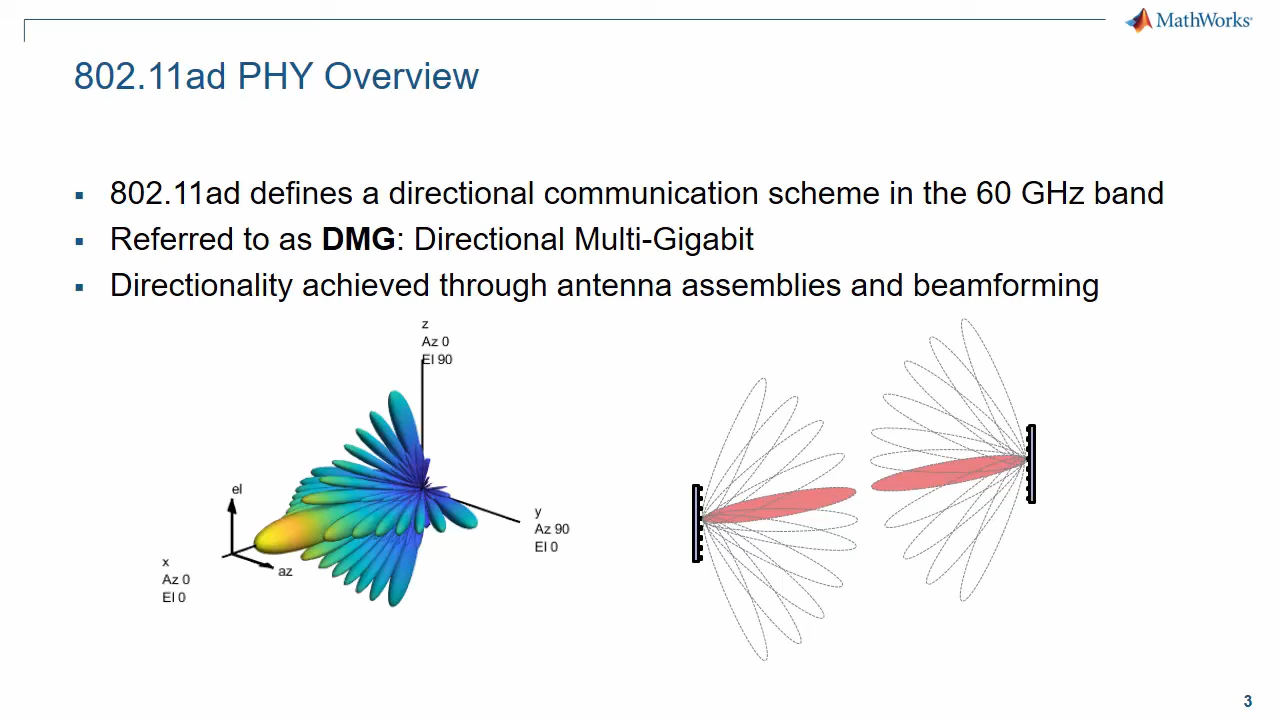 MathWorks®
802.11ad PHY Overview
▪ 802.11ad defines a directional communication scheme in the 60 GHz band
▪ Referred to as DMG: Directional Multi-Gigabit
▪ Directionality achieved through antenna assemblies and beamforming
z
Az 0
El 90
el
y
Az 90
El 0
x
Az 0
El 0
az
3